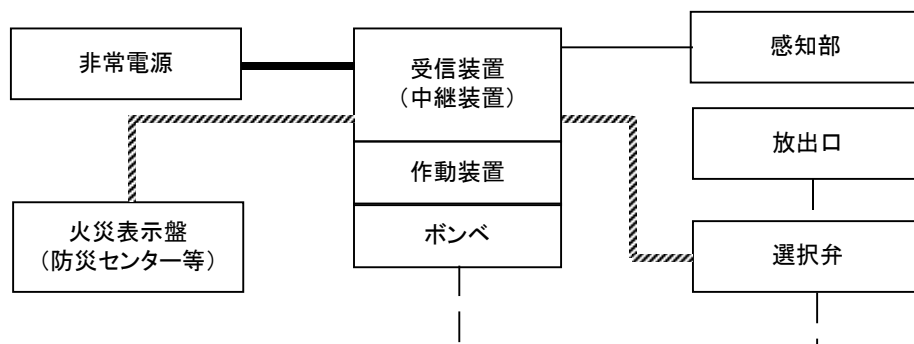 非常電源
受信装置
（中継装置）
感知部
放出口
作動装置
火災表示盤
（防災センター等）
ボンベ
選択弁